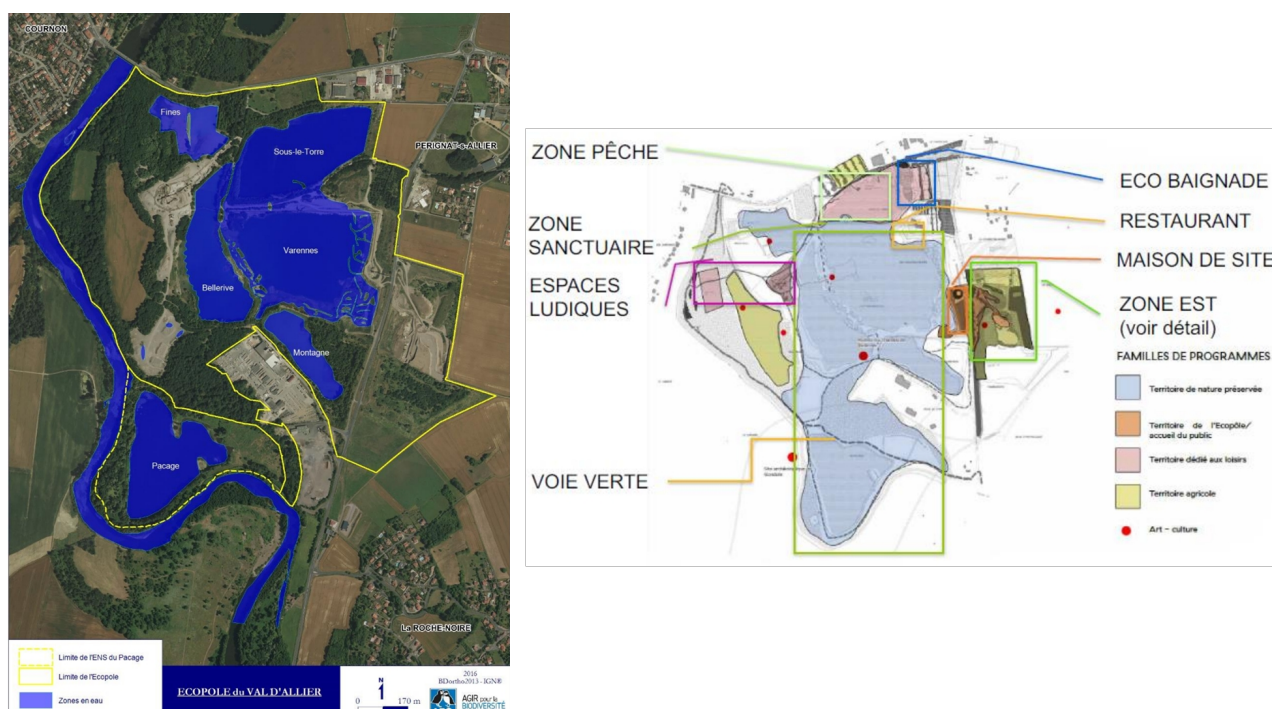 COURNON
Fines
Sous-le-Torre
PERIGNAT-s-ALLIER
Varennes
Bellerive
Montagne
Pacage
La ROCHE-NOIRE
Limite de l'ENS du Pacage
Limite de l'Ecopole
Zones en eau
ECOPOLE du VAL D'ALLIER
N
1
0 170 m
2016
BDortho2013 - IGN®
AGIR pour la
BIODIVERSITÉ
ZONE PÊCHE
ZONE
SANCTUAIRE
ESPACES
LUDIQUES
VOIE VERTE
ECO BAIGNADE
RESTAURANT
MAISON DE SITE
ZONE EST
(voir détail)
FAMILLES DE PROGRAMMES
Territoire de nature préservée
Territoire de l'Ecopôle/
accueil du public
Territoire dédié aux loisirs
Territoire agricole
Art – culture